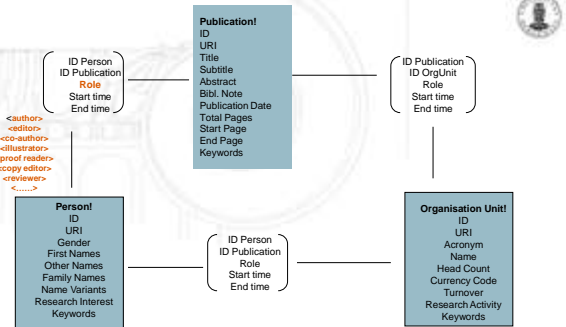 Publication!
ID
URI
Title
Subtitle
Abstract
Bibl. Note
Publication Date
Total Pages
Start Page
End Page
Keywords
ID Person
ID Publication
Role
Start time
End time
ID Publication
ID OrgUnit
Role
Start time
End time
<author>
<editor>
<co-author>
<illustrator>
proof reader>
copy editor>
<reviewer>
<......>
Person!
ID
URI
Gender
First Names
Other Names
Family Names
Name Variants
Research Interest
Keywords
ID Person
ID Publication
Role
Start time
End time
Organisation Unit!
ID
URI
Acronym
Name
Head Count
Currency Code
Turnover
Research Activity
Keywords